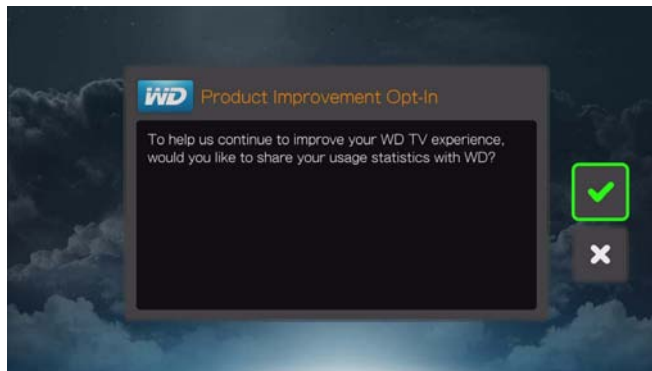 WD Product Improvement Opt-In
To help us continue to improve your WD TV experience,
would you like to share your usage statistics with WD?